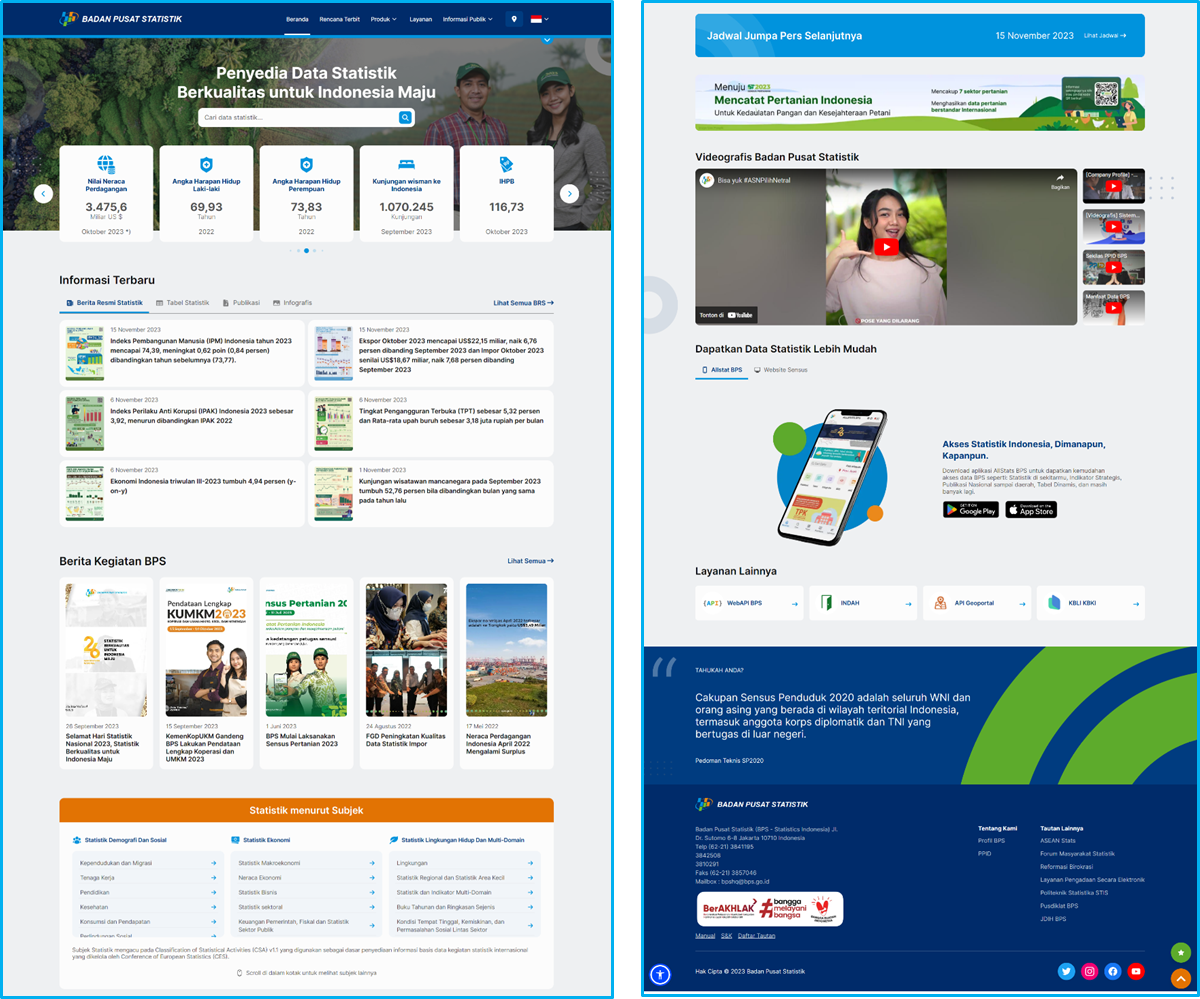 BADAN PUSAT STATISTIK
Beranda
Rencana Terbit
Produk
Layanan
Informasi Publik
Penyedia Data Statistik
Berkualitas untuk Indonesia Maju
Cari data statistik...
Nilai Neraca
Perdagangan
3.475,6
Miliar US $
Oktober 2023 *)
Angka Harapan Hidup
Laki-laki
69,93
Tahun
2022
Angka Harapan Hidup
Perempuan
73,83
Tahun
2022
Kunjungan wisman ke
Indonesia
1.070.245
Kunjungan
September 2023
IHPB
116,73
Oktober 2023
Informasi Terbaru
Berita Resmi Statistik
Tabel Statistik
Publikasi
Infografis
Lihat Semua BRS →
15 November 2023
Indeks Pembangunan Manusia (IPM) Indonesia tahun 2023
mencapai 74,39, meningkat 0,62 poin (0,84 persen)
dibandingkan tahun sebelumnya (73,77).
15 November 2023
Ekspor Oktober 2023 mencapai US$22,15 miliar, naik 6,76
persen dibanding September 2023 dan Impor Oktober 2023
senilai US$18,67 miliar, naik 7,68 persen dibanding
September 2023
6 November 2023
Indeks Perilaku Anti Korupsi (IPAK) Indonesia 2023 sebesar
3,92, menurun dibandingkan IPAK 2022
6 November 2023
Tingkat Pengangguran Terbuka (TPT) sebesar 5,32 persen
dan Rata-rata upah buruh sebesar 3,18 juta rupiah per bulan
6 November 2023
Ekonomi Indonesia triwulan III-2023 tumbuh 4,94 persen (y-
on-y)
1 November 2023
Kunjungan wisatawan mancanegara pada September 2023
tumbuh 52,76 persen bila dibandingkan bulan yang sama
pada tahun lalu
Berita Kegiatan BPS
Lihat Semua →
STATISTIK
BERKUALITAS
UNTUK
INDONESIA
MAJU
26 September 2023
Selamat Hari Statistik
Nasional 2023, Statistik
Berkualitas untuk
Indonesia Maju
Pendataan Lengkap
KUMKM2023
15 September 2023
KemenKopUKM Gandeng
BPS Lakukan Pendataan
Lengkap Koperasi dan
UMKM 2023
ensus Pertanian 20
1 Juni 2023
BPS Mulai Laksanakan
Sensus Pertanian 2023
24 Agustus 2022
FGD Peningkatan Kualitas
Data Statistik Impor
17 Mei 2022
Neraca Perdagangan
Indonesia April 2022
Mengalami Surplus
Statistik menurut Subjek
Statistik Demografi Dan Sosial
Kependudukan dan Migrasi →
Tenaga Kerja →
Pendidikan →
Kesehatan →
Konsumsi dan Pendapatan →
Perlindungan Sosial
Statistik Ekonomi
Statistik Makroekonomi →
Neraca Ekonomi →
Statistik Bisnis →
Statistik sektoral →
Keuangan Pemerintah, Fiskal dan Statistik
Sektor Publik →
Statistik Lingkungan Hidup Dan Multi-Domain
Lingkungan →
Statistik Regional dan Statistik Area Kecil →
Statistik dan Indikator Multi-Domain →
Buku Tahunan dan Ringkasan Sejenis →
Kondisi Tempat Tinggal, Kemiskinan, dan
Permasalahan Sosial Lintas Sektor →
Subjek Statistik mengacu pada Classification of Statistical Activities (CSA) v1.1 yang digunakan sebagai dasar penyediaan informasi basis data kegiatan statistik internasional
yang dikelola oleh Conference of European Statistics (CES).
Scroll di dalam kotak untuk melihat subjek lainnya
Jadwal Jumpa Pers Selanjutnya
15 November 2023
Lihat Jadwal →
Menuju ST2023
Mencatat Pertanian Indonesia
Untuk Kedaulatan Pangan dan Kesejahteraan Petani
Mencakup 7 sektor pertanian
Menghasilkan data pertanian
berstandar Internasional
Videografis Badan Pusat Statistik
Bisa yuk #ASNPilihNetral
Bagikan
POSE YANG DILARANG
Tonton di YouTube
[Company Profile] –...
[Videografis] Sistem...
Sekilas PPID BPS
Manfaat Data BPS
Dapatkan Data Statistik Lebih Mudah
Allstat BPS
Website Sensus
TPK
Akses Statistik Indonesia, Dimanapun,
Kapanpun.
Download aplikasi AllStats BPS untuk dapatkan kemudahan
akses data BPS seperti: Statistik di sekitarmu, Indikator Strategis,
Publikasi Nasional sampai daerah, Tabel Dinamis, dan masih
banyak lagi.
GET IT ON
Google Play
Download on the
App Store
Layanan Lainnya
{API} WebAPI BPS →
INDAH →
API Geoportal →
KBLI KBKI →
TAHUKAH ANDA?
Cakupan Sensus Penduduk 2020 adalah seluruh WNI dan
orang asing yang berada di wilayah teritorial Indonesia,
termasuk anggota korps diplomatik dan TNI yang
bertugas di luar negeri.
Pedoman Teknis SP2020
BADAN PUSAT STATISTIK
Badan Pusat Statistik (BPS - Statistics Indonesia) Jl.
Dr. Sutomo 6-8 Jakarta 10710 Indonesia
Telp (62-21) 3841195
3842508
3810291
Faks (62-21) 3857046
Mailbox : bpshq@bps.go.id
BerAKHLAK
#bangga
melayani
bangsa
Manual
S&K
Daftar Tautan
Tentang Kami
Profil BPS
PPID
Tautan Lainnya
ASEAN Stats
Forum Masyarakat Statistik
Reformasi Birokrasi
Layanan Pengadaan Secara Elektronik
Politeknik Statistika STIS
Pusdiklat BPS
JDIH BPS
Hak Cipta © 2023 Badan Pusat Statistik